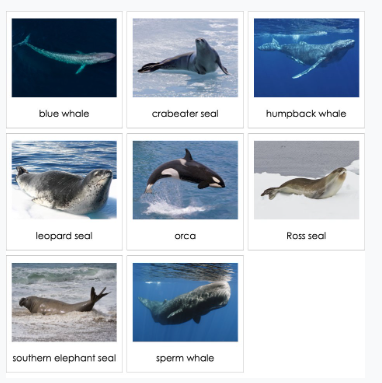 blue whale
crabeater seal
humpback whale
leopard seal
orca
Ross seal
southern elephant seal
sperm whale